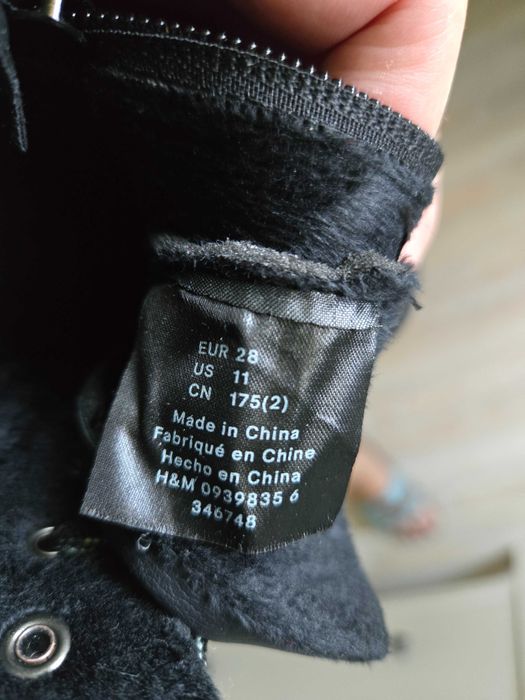 EUR 28
US 11
CN 175(2)
Made in China
Fabriqué en Chine
Hecho en China
H&M 0939835 6
346748